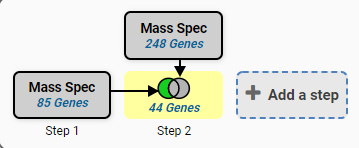 Mass Spec
248 Genes
Mass Spec
85 Genes
44 Genes
+ Add a step
Step 1
Step 2